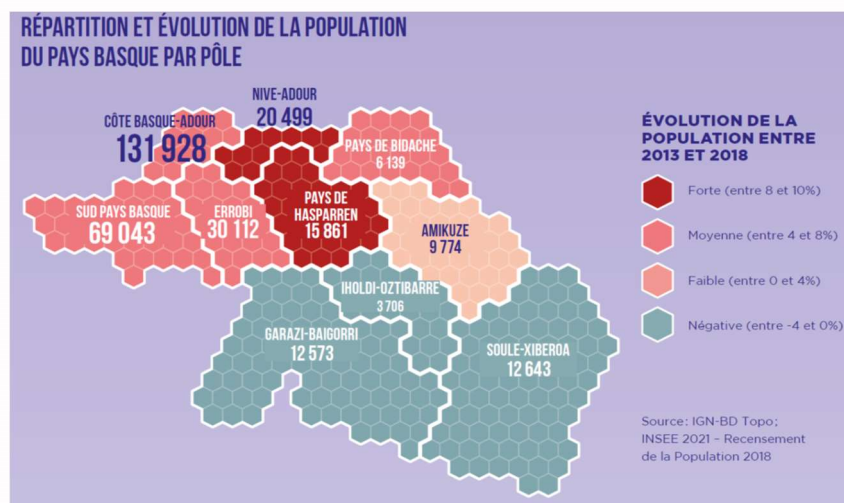 RÉPARTITION ET ÉVOLUTION DE LA POPULATION
DU PAYS BASQUE PAR PÔLE
NIVE-ADOUR
20 499
CÔTE BASQUE-ADOUR
131 928
PAYS DE BIDACHE
6 139
SUD PAYS BASQUE
69 043
ERROBI
30 112
PAYS DE
HASPARREN
15 861
AMIKUZE
9 774
IHOLDI-OZTIBARRE
3 706
GARAZI-BAIGORRI
12 573
SOULE-XIBEROA
12 643
ÉVOLUTION DE LA
POPULATION ENTRE
2013 ET 2018
Forte (entre 8 et 10%)
Moyenne (entre 4 et 8%)
Faible (entre 0 et 4%)
Négative (entre -4 et 0%)
Source: IGN-BD Topo;
INSEE 2021 - Recensement
de la Population 2018